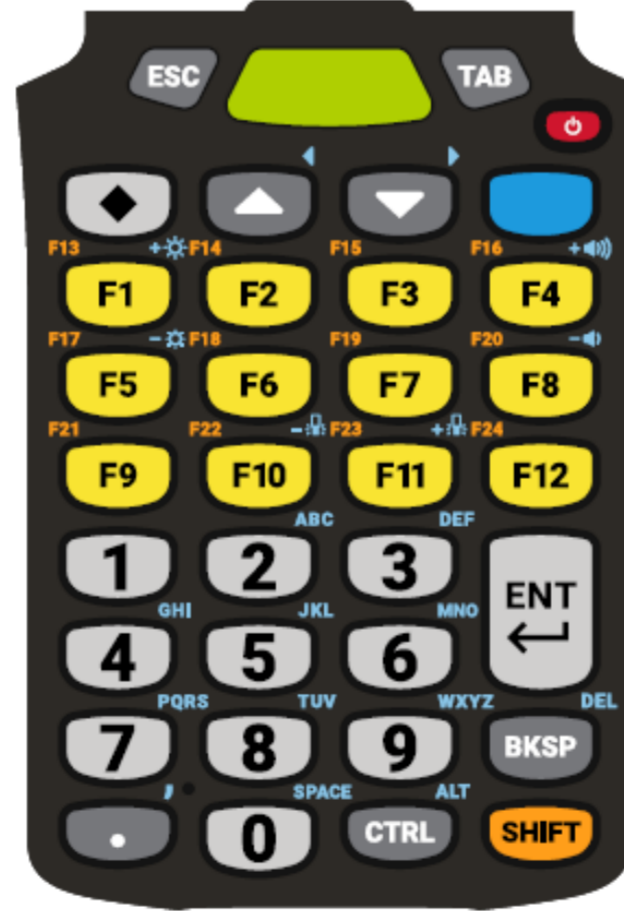 ESC TAB
F13 F14 F15 F16
F1 F2 F3 F4
F17 F18 F19 F20
F5 F6 F7 F8
F21 F22 F23 F24
F9 F10 F11 F12
ABC DEF
1 2 3 ENT
GHI JKL MNO
4 5 6
PQRS TUV WXYZ DEL
7 8 9 BKSP
, SPACE ALT
. 0 CTRL SHIFT